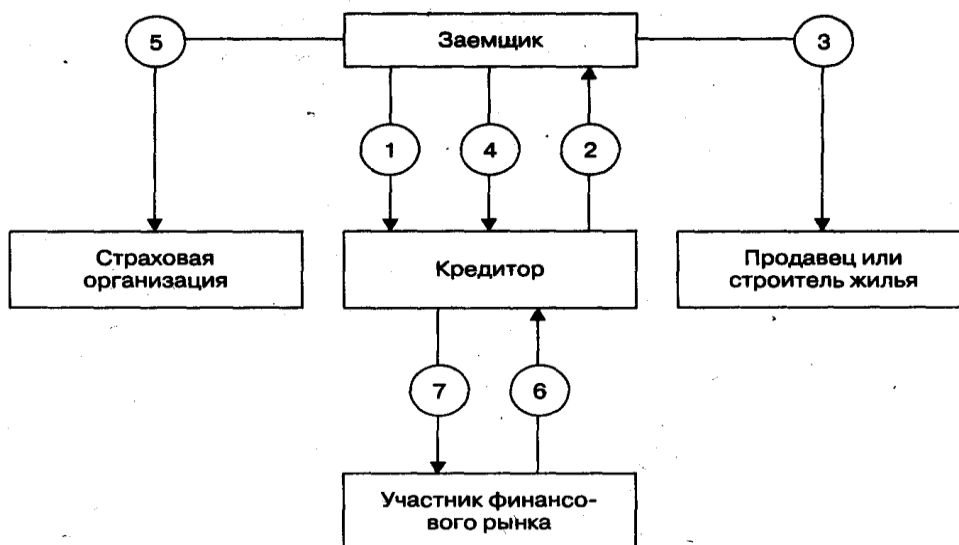 5
Заемщик
3
1
4
2
Страховая
организация
Кредитор
Продавец или
строитель жилья
7
6
Участник финансо-
вого рынка